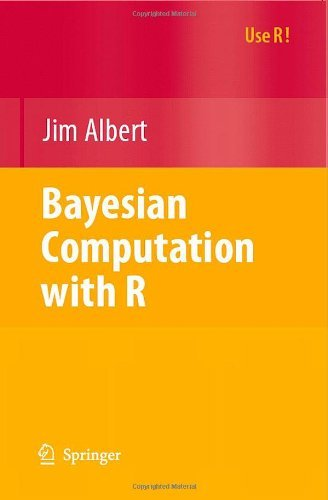 Use R!
Jim Albert
Bayesian
Computation
with R
Springer